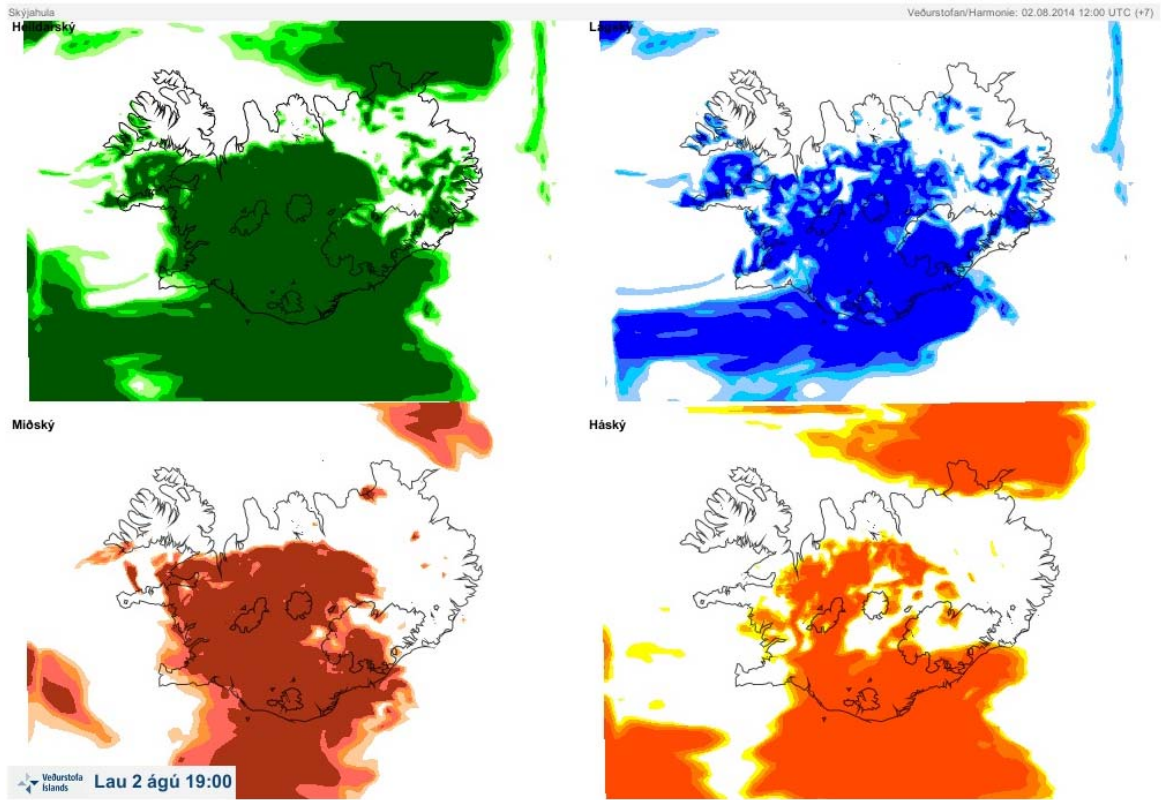 Skýjahula
Veðurstofan/Harmonie: 02.08.2014 12:00 UTC (+7)
Heildarský
Lágský
Miðský
Háský
Veðurstofa
Íslands
Lau 2 ágú 19:00